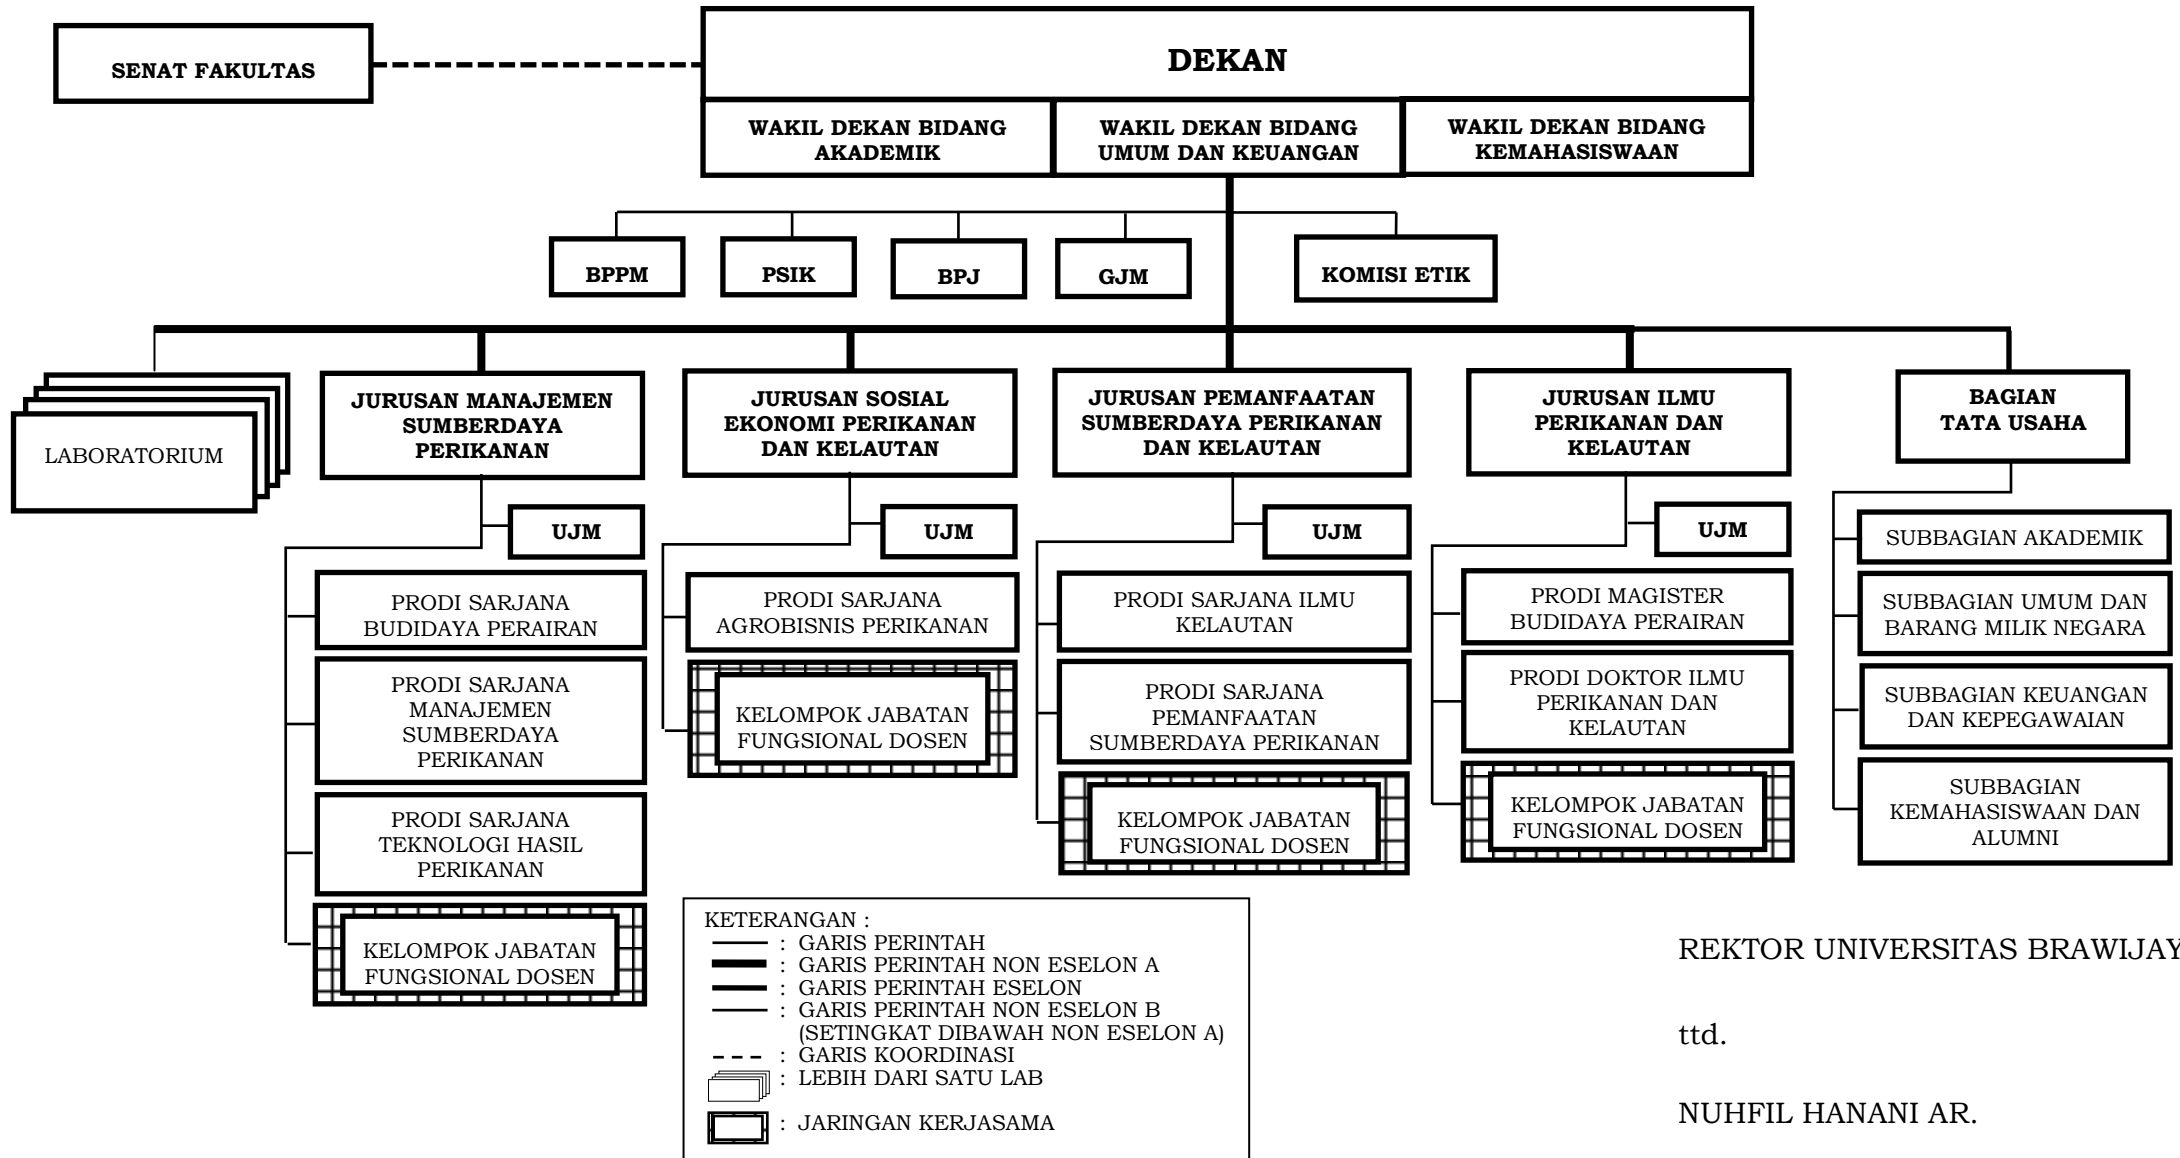 SENAT FAKULTAS
DEKAN
WAKIL DEKAN BIDANG
AKADEMIK
WAKIL DEKAN BIDANG
UMUM DAN KEUANGAN
WAKIL DEKAN BIDANG
KEMAHASISWAAN
BPPM
PSIK
BPJ
GJM
KOMISI ETIK
LABORATORIUM
JURUSAN MANAJEMEN
SUMBERDAYA
PERIKANAN
UJM
PRODI SARJANA
BUDIDAYA PERAIRAN
PRODI SARJANA
MANAJEMEN
SUMBERDAYA
PERIKANAN
PRODI SARJANA
TEKNOLOGI HASIL
PERIKANAN
KELOMPOK JABATAN
FUNGSIONAL DOSEN
JURUSAN SOSIAL
EKONOMI PERIKANAN
DAN KELAUTAN
UJM
PRODI SARJANA
AGROBISNIS PERIKANAN
KELOMPOK JABATAN
FUNGSIONAL DOSEN
JURUSAN PEMANFAATAN
SUMBERDAYA PERIKANAN
DAN KELAUTAN
UJM
PRODI SARJANA ILMU
KELAUTAN
PRODI SARJANA
PEMANFAATAN
SUMBERDAYA PERIKANAN
KELOMPOK JABATAN
FUNGSIONAL DOSEN
JURUSAN ILMU
PERIKANAN DAN
KELAUTAN
UJM
PRODI MAGISTER
BUDIDAYA PERAIRAN
PRODI DOKTOR ILMU
PERIKANAN DAN
KELAUTAN
KELOMPOK JABATAN
FUNGSIONAL DOSEN
BAGIAN
TATA USAHA
SUBBAGIAN AKADEMIK
SUBBAGIAN UMUM DAN
BARANG MILIK NEGARA
SUBBAGIAN KEUANGAN
DAN KEPEGAWAIAN
SUBBAGIAN
KEMAHASISWAAN DAN
ALUMNI
KETERANGAN :
: GARIS PERINTAH
: GARIS PERINTAH NON ESELON A
: GARIS PERINTAH ESELON
: GARIS PERINTAH NON ESELON B
(SETINGKAT DIBAWAH NON ESELON A)
: GARIS KOORDINASI
: LEBIH DARI SATU LAB
: JARINGAN KERJASAMA
REKTOR UNIVERSITAS BRAWIJAY
ttd.
NUHFIL HANANI AR.